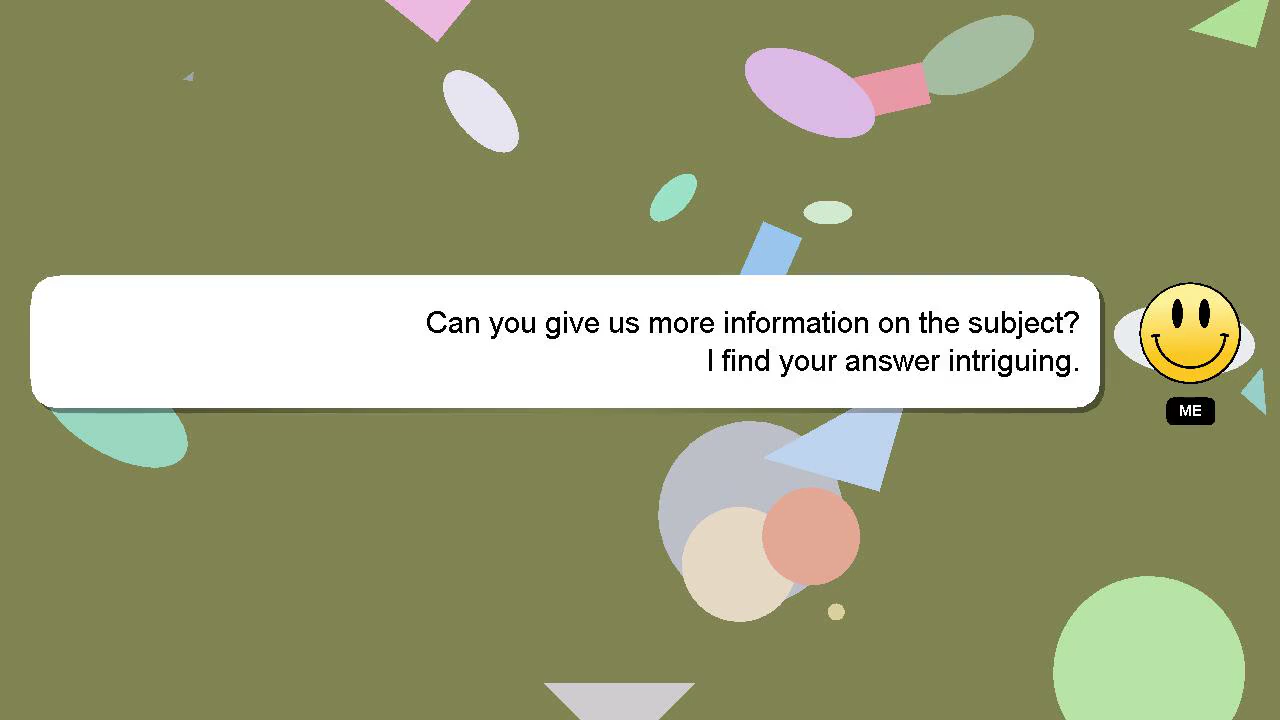 Can you give us more information on the subject?
I find your answer intriguing.
ME